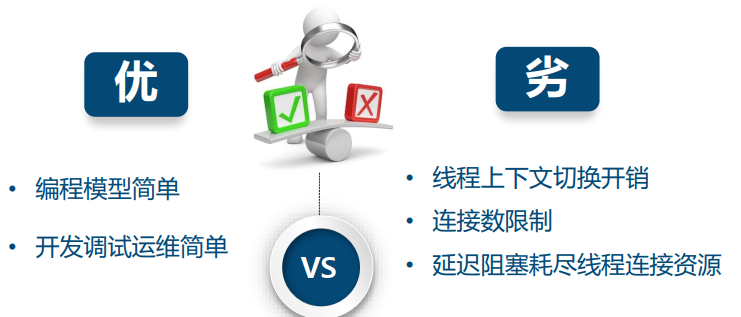 优
劣
• 编程模型简单
• 开发调试运维简单
VS
• 线程上下文切换开销
• 连接数限制
• 延迟阻塞耗尽线程连接资源